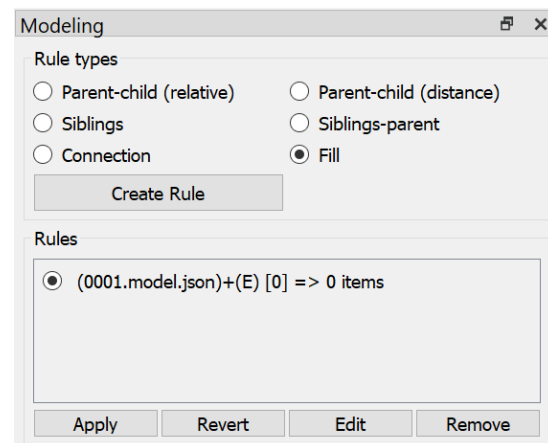 Modeling
Rule types
Parent-child (relative) Parent-child (distance)
Siblings Siblings-parent
Connection Fill
Create Rule
Rules
(0001.model.json)+(E) [0] => 0 items
Apply Revert Edit Remove